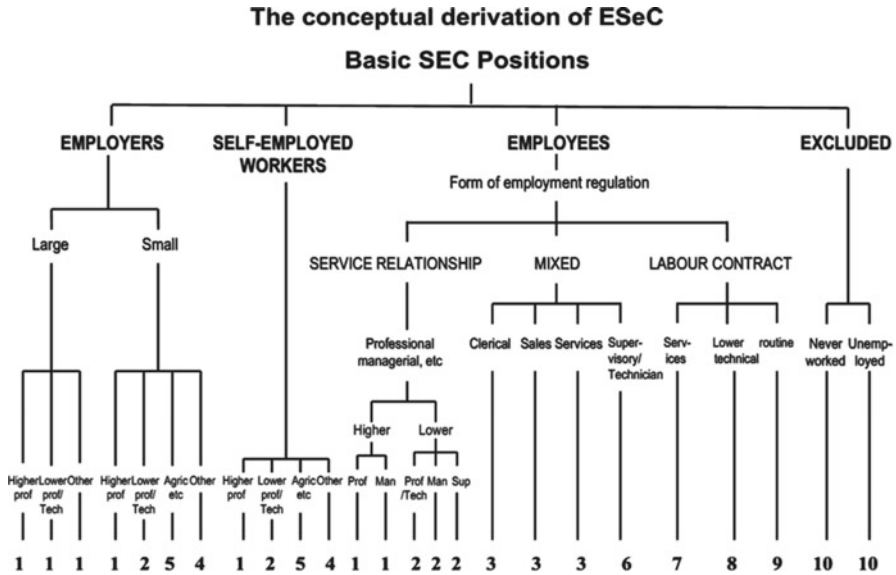 The conceptual derivation of ESeC
Basic SEC Positions
EMPLOYERS
SELF-EMPLOYED
WORKERS
EMPLOYEES
EXCLUDED
Form of employment regulation
Large
Small
SERVICE RELATIONSHIP
MIXED
LABOUR CONTRACT
Professional
managerial, etc
Clerical
Sales
Services
Super-
visory/
Technician
Serv-
ices
Lower
technical
routine
Never
worked
Unemp-
loyed
Higher
Lower
Higher
prof
Lower
prof/
Tech
Other
Higher
prof
Lower
prof/
Tech
Agric
etc
Other
Higher
prof
Lower
prof/
Tech
Agric
etc
Other
Prof
Man
Prof
/Tech
Man
Sup
1 1 1 1 2 5 4 1 2 5 4 1 1 2 2 2 3 3 3 6 7 8 9 10 10